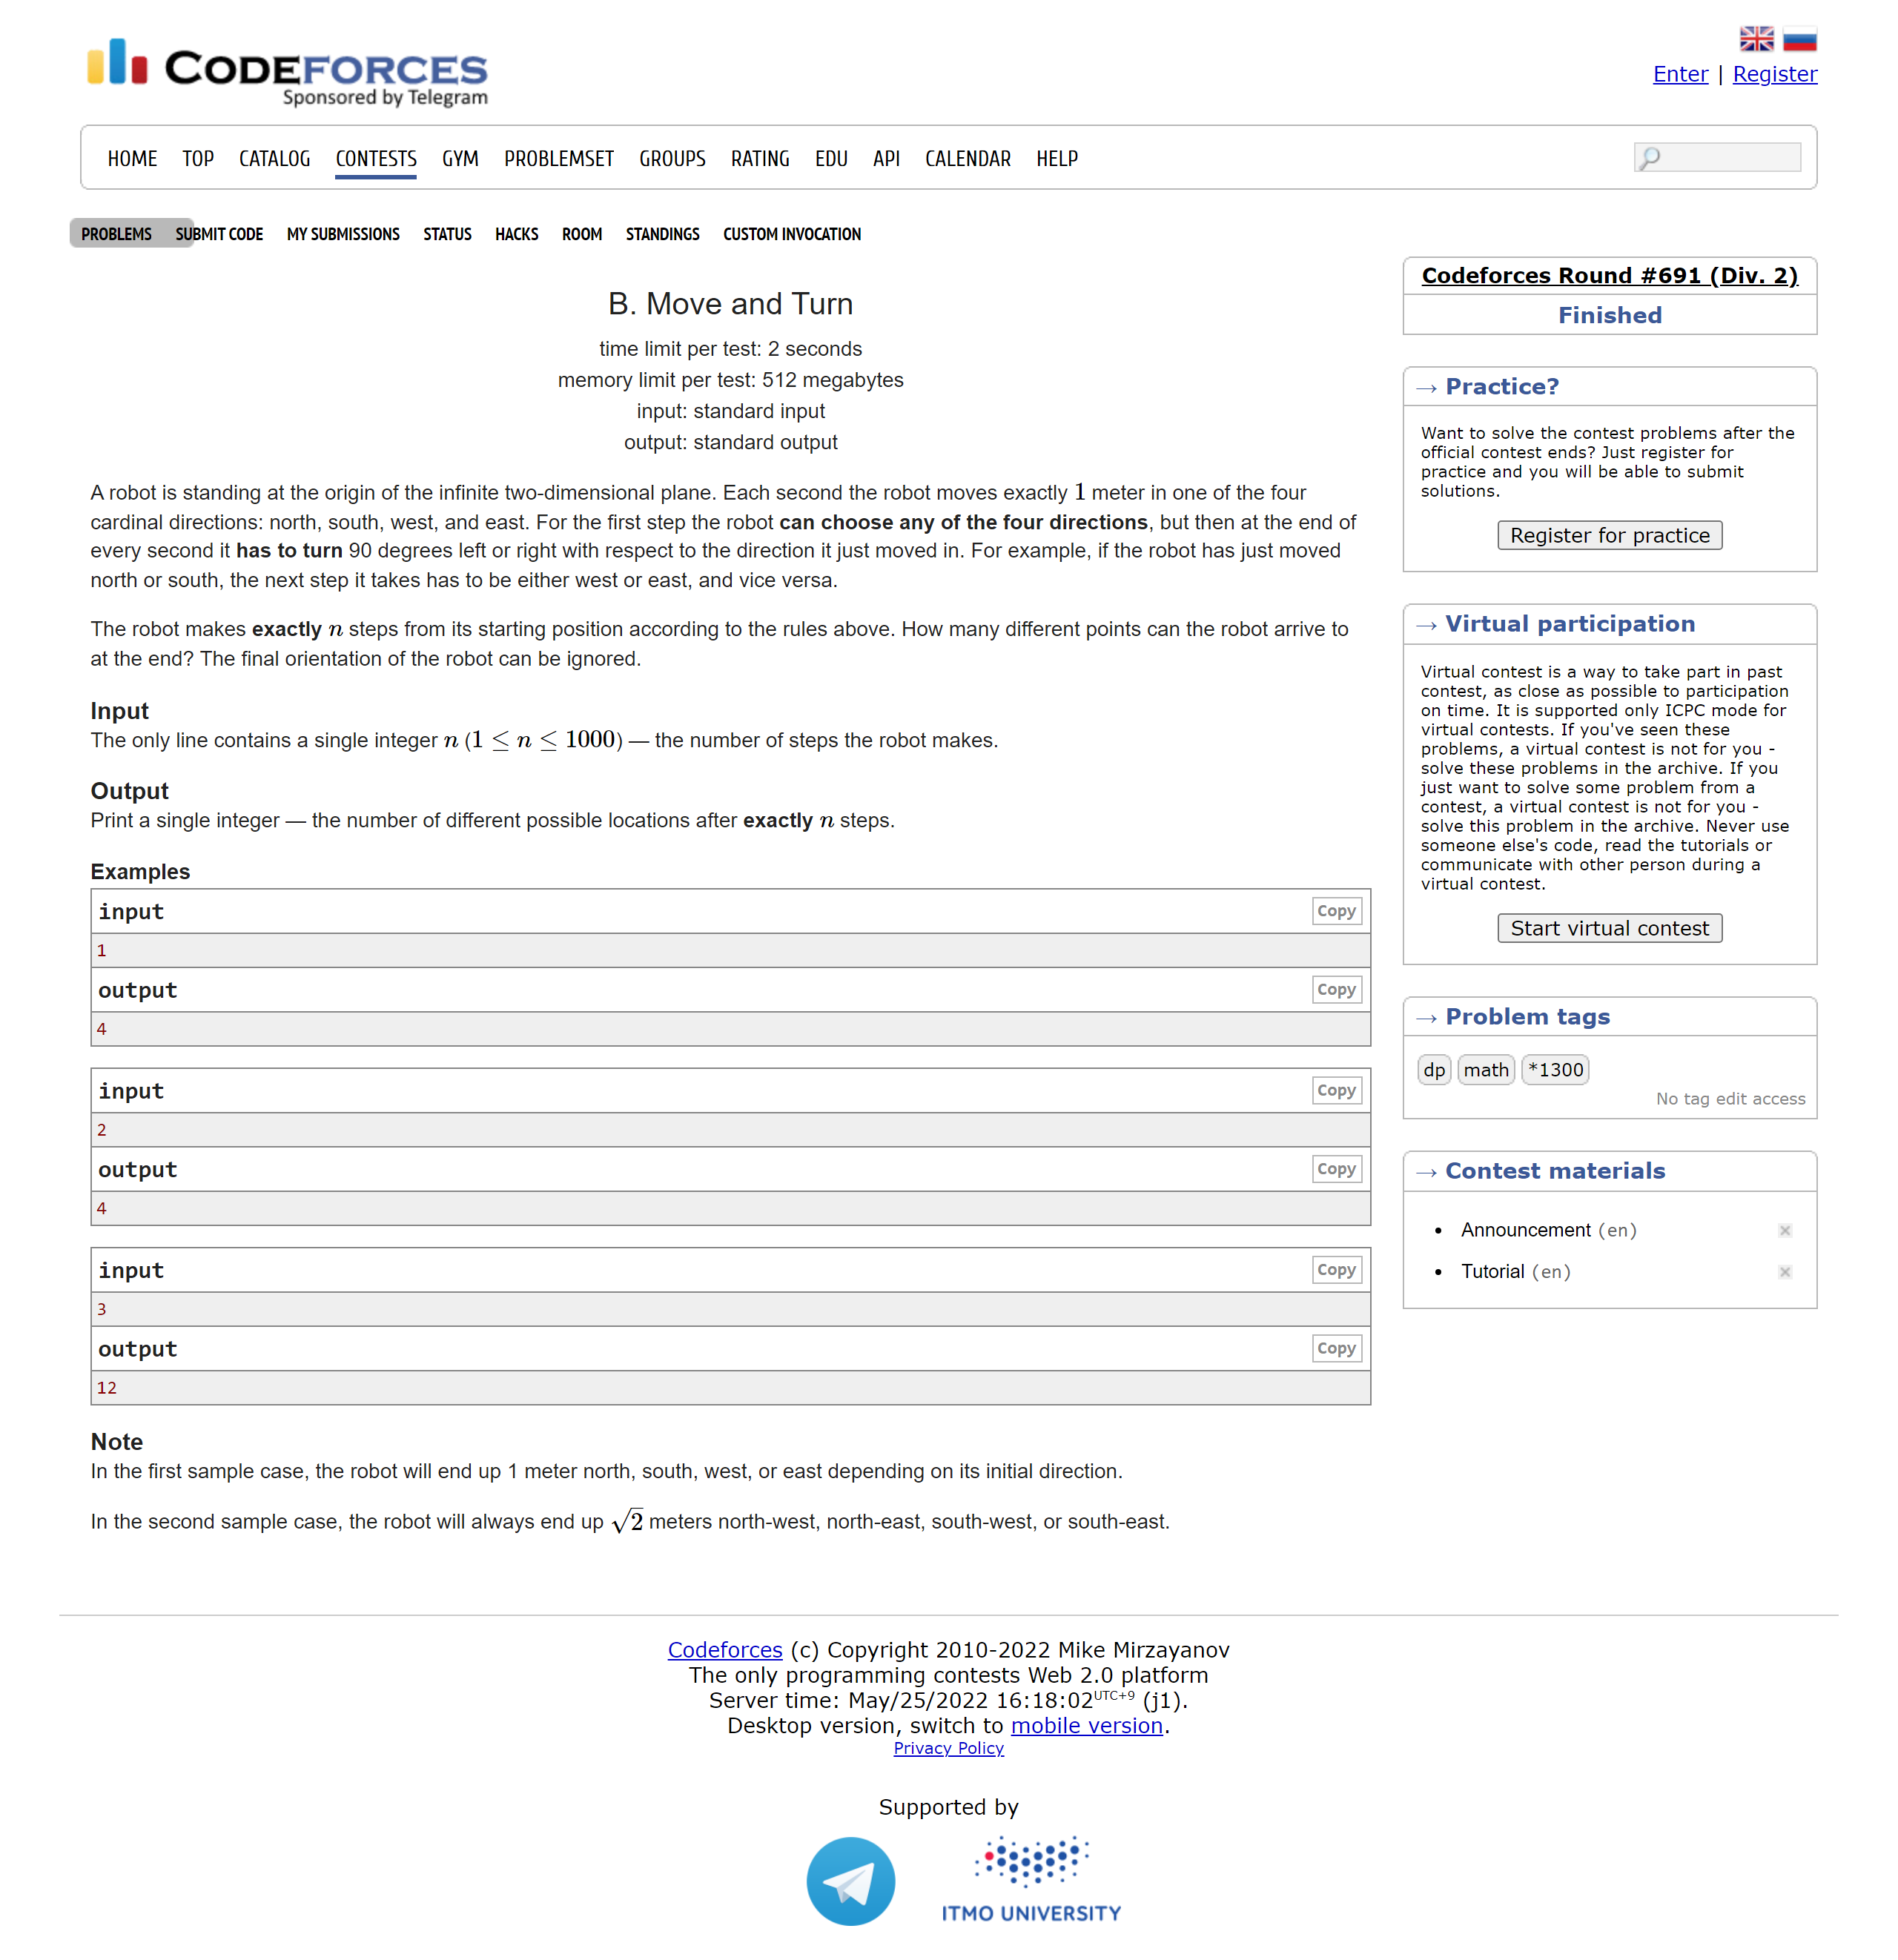 CODEFORCES
Sponsored by Telegram
Enter | Register
HOME TOP CATALOG CONTESTS GYM PROBLEMSET GROUPS RATING EDU API CALENDAR HELP
PROBLEMS SUBMIT CODE MY SUBMISSIONS STATUS HACKS ROOM STANDINGS CUSTOM INVOCATION
B. Move and Turn
time limit per test: 2 seconds
memory limit per test: 512 megabytes
input: standard input
output: standard output
A robot is standing at the origin of the infinite two-dimensional plane. Each second the robot moves exactly 1 meter in one of the four
cardinal directions: north, south, west, and east. For the first step the robot can choose any of the four directions, but then at the end of
every second it has to turn 90 degrees left or right with respect to the direction it just moved in. For example, if the robot has just moved
north or south, the next step it takes has to be either west or east, and vice versa.
The robot makes exactly n steps from its starting position according to the rules above. How many different points can the robot arrive to
at the end? The final orientation of the robot can be ignored.
Input
The only line contains a single integer n (1 ≤ n ≤ 1000) — the number of steps the robot makes.
Output
Print a single integer — the number of different possible locations after exactly n steps.
Examples
input
Copy
1
output
Copy
4
input
Copy
2
output
Copy
4
input
Copy
3
output
Copy
12
Note
In the first sample case, the robot will end up 1 meter north, south, west, or east depending on its initial direction.
In the second sample case, the robot will always end up √2 meters north-west, north-east, south-west, or south-east.
Codeforces Round #691 (Div. 2)
Finished
→ Practice?
Want to solve the contest problems after the
official contest ends? Just register for
practice and you will be able to submit
solutions.
Register for practice
→ Virtual participation
Virtual contest is a way to take part in past
contest, as close as possible to participation
on time. It is supported only ICPC mode for
virtual contests. If you've seen these
problems, a virtual contest is not for you -
solve these problems in the archive. If you
just want to solve some problem from a
contest, a virtual contest is not for you -
solve this problem in the archive. Never use
someone else's code, read the tutorials or
communicate with other person during a
virtual contest.
Start virtual contest
→ Problem tags
dp math *1300
No tag edit access
→ Contest materials
• Announcement (en)
• Tutorial (en)
Codeforces (c) Copyright 2010-2022 Mike Mirzayanov
The only programming contests Web 2.0 platform
Server time: May/25/2022 16:18:02UTC+9 (j1).
Desktop version, switch to mobile version.
Privacy Policy
Supported by
ITMO UNIVERSITY